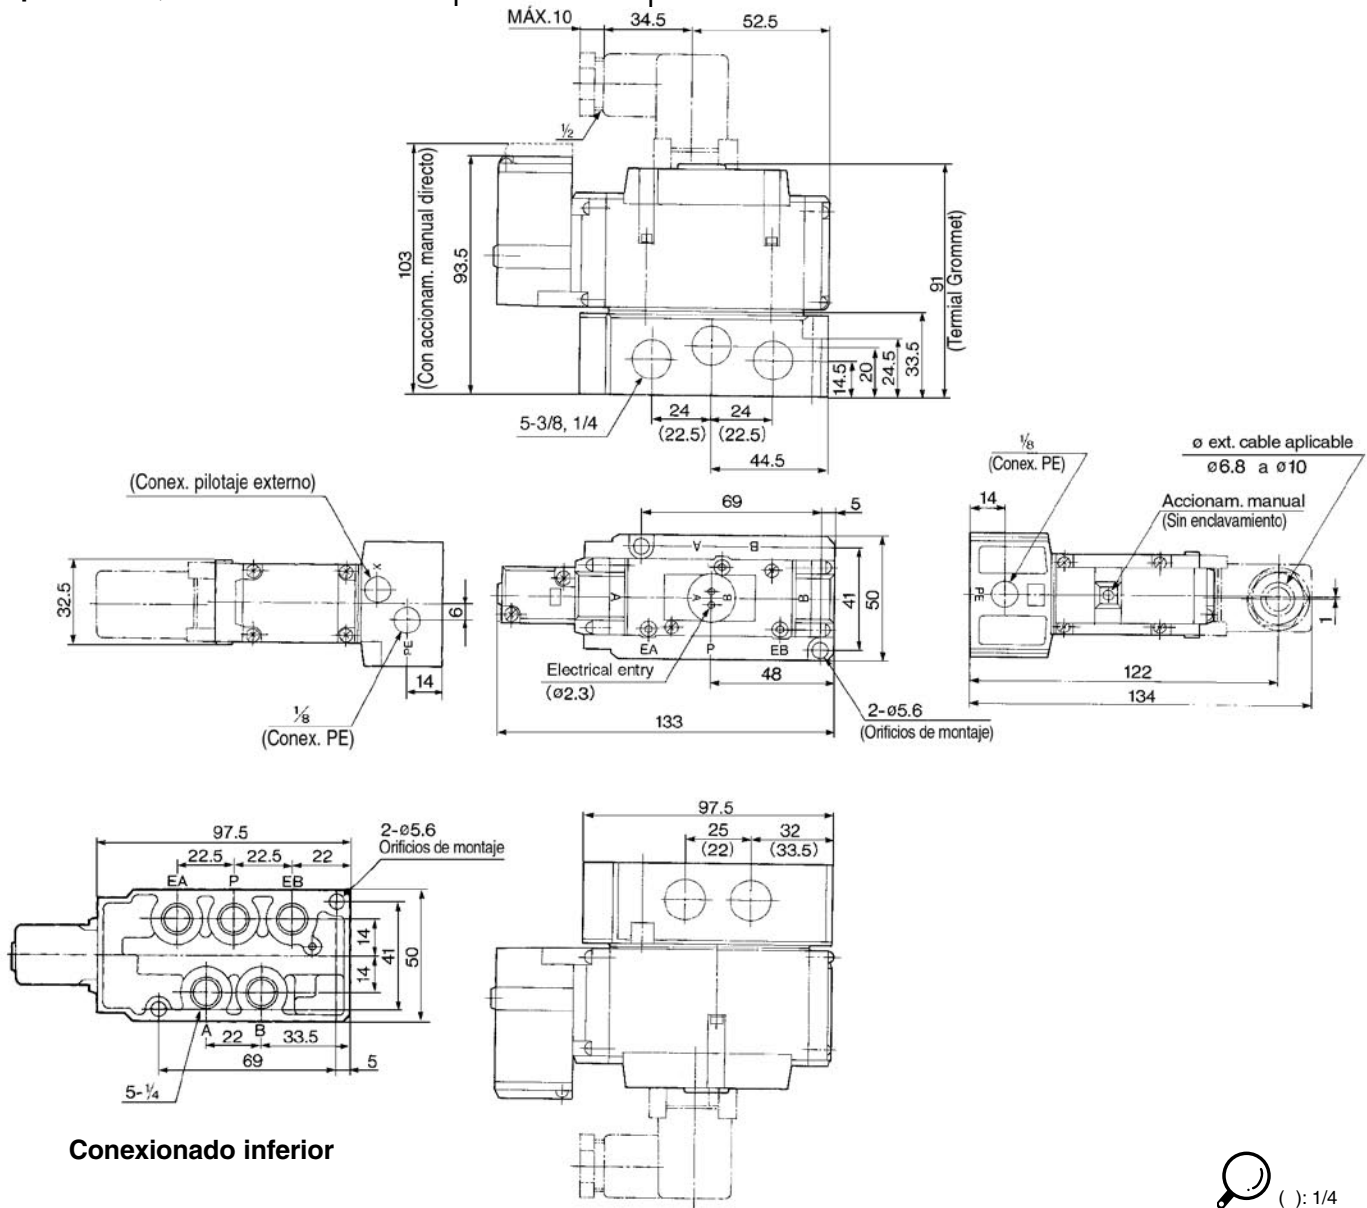 MÁX.10
34.5
52.5
½
103
(Con accionam. manual directo)
93.5
91
(Termial Grommet)
14.5
20
24.5
33.5
5-3/8, 1/4
24
24
(22.5)
(22.5)
44.5
(Conex. pilotaje externo)
32.5
X
6
PE
14
⅛
(Conex. PE)
69
5
A
B
A
A
B
B
41
50
EA
P
EB
Electrical entry
(ø2.3)
48
133
2-ø5.6
(Orificios de montaje)
⅛
(Conex. PE)
ø ext. cable aplicable
ø6.8 a ø10
14
Accionam. manual
(Sin enclavamiento)
PE
1
122
134
97.5
2-ø5.6
Orificios de montaje
22.5
22.5
22
EA
P
EB
14
14
41
50
A
B
22
33.5
69
5
5-¼
Conexionado inferior
97.5
25
32
(22)
(33.5)
( ): 1/4